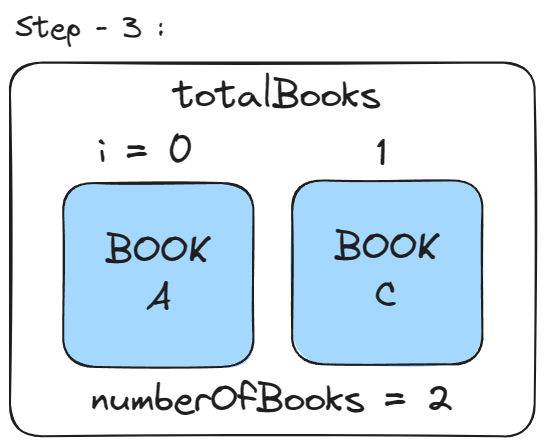 Step - 3 :
totalBooks
i = 0 1
BOOK BOOK
A C
numberOfBooks = 2